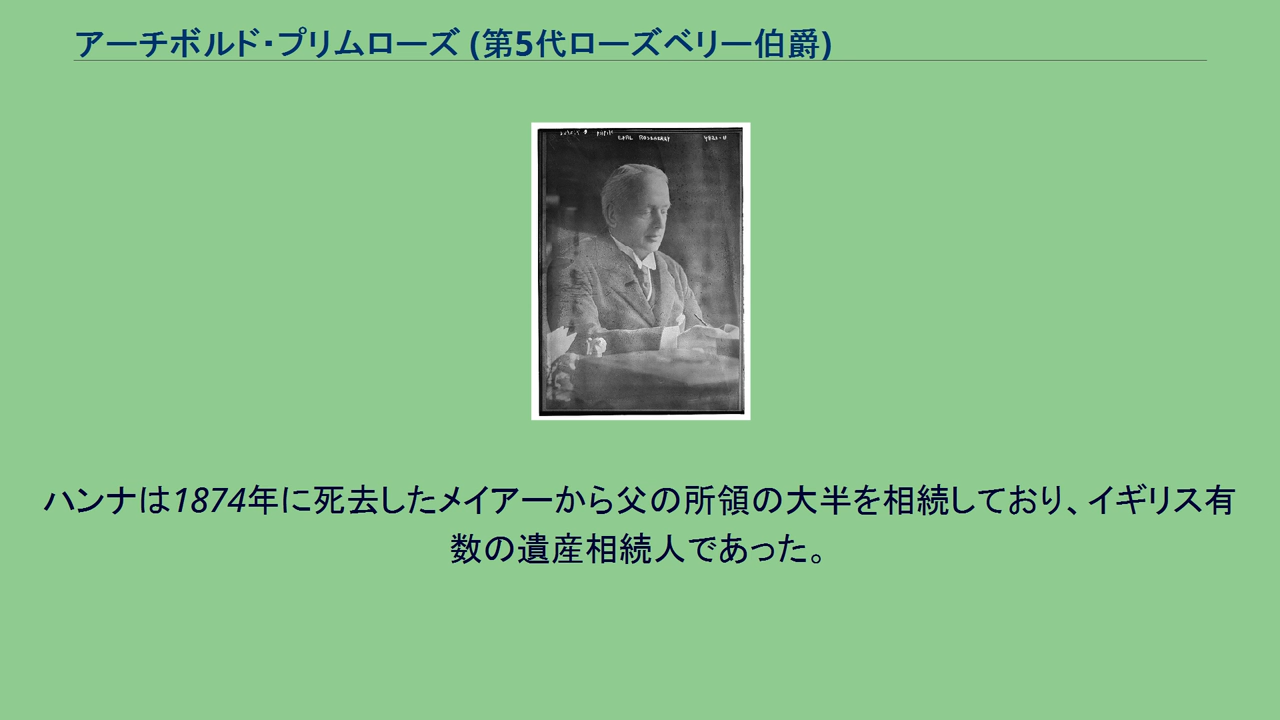 アーチボルド・プリムローズ (第5代ローズベリー伯爵)
EARL ROSEBERRY
ハンナは1874年に死去したメイアーから父の所領の大半を相続しており、イギリス有
数の遺産相続人であった。